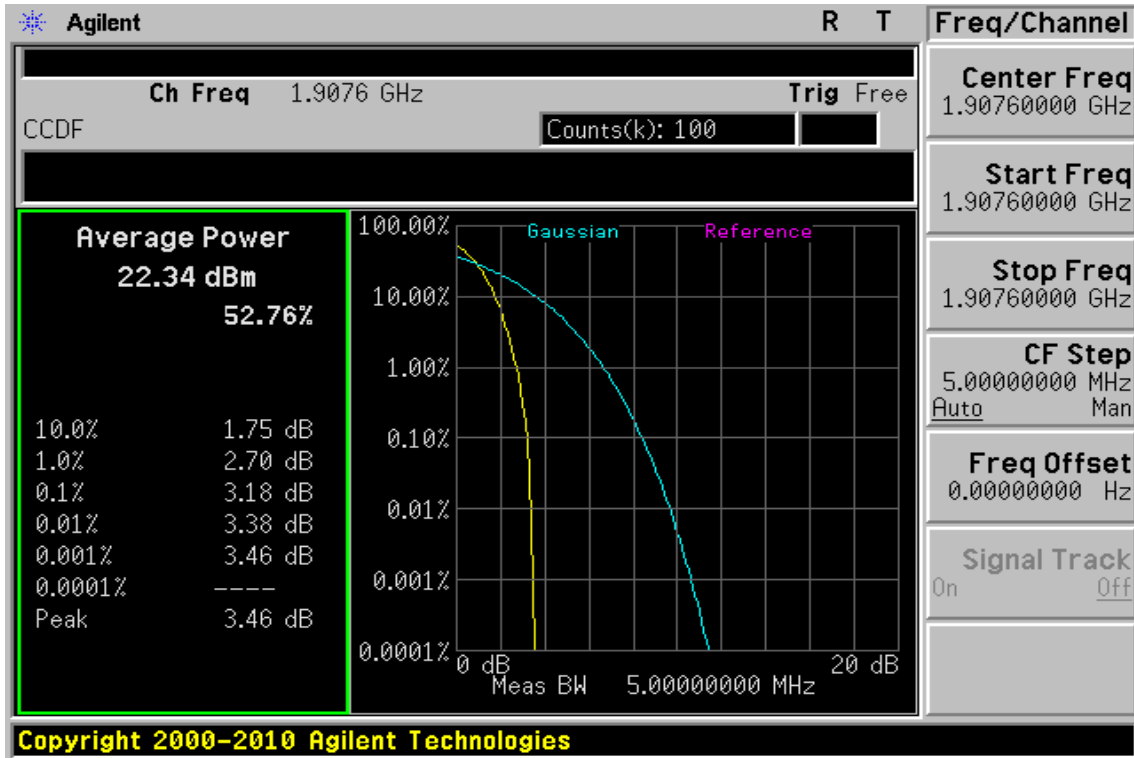 Agilent R T
Ch Freq 1.9076 GHz Trig Free
CCDF Counts(k): 100
Average Power
22.34 dBm
52.76%
10.0% 1.75 dB
1.0% 2.70 dB
0.1% 3.18 dB
0.01% 3.38 dB
0.001% 3.46 dB
0.0001% ----
Peak 3.46 dB
Gaussian Reference
100.00%
10.00%
1.00%
0.10%
0.01%
0.001%
0.0001%
0 dB 20 dB
Meas BW 5.00000000 MHz
Freq/Channel
Center Freq
1.90760000 GHz
Start Freq
1.90760000 GHz
Stop Freq
1.90760000 GHz
CF Step
5.00000000 MHz
Auto Man
Freq Offset
0.00000000 Hz
Signal Track
On Off
Copyright 2000-2010 Agilent Technologies